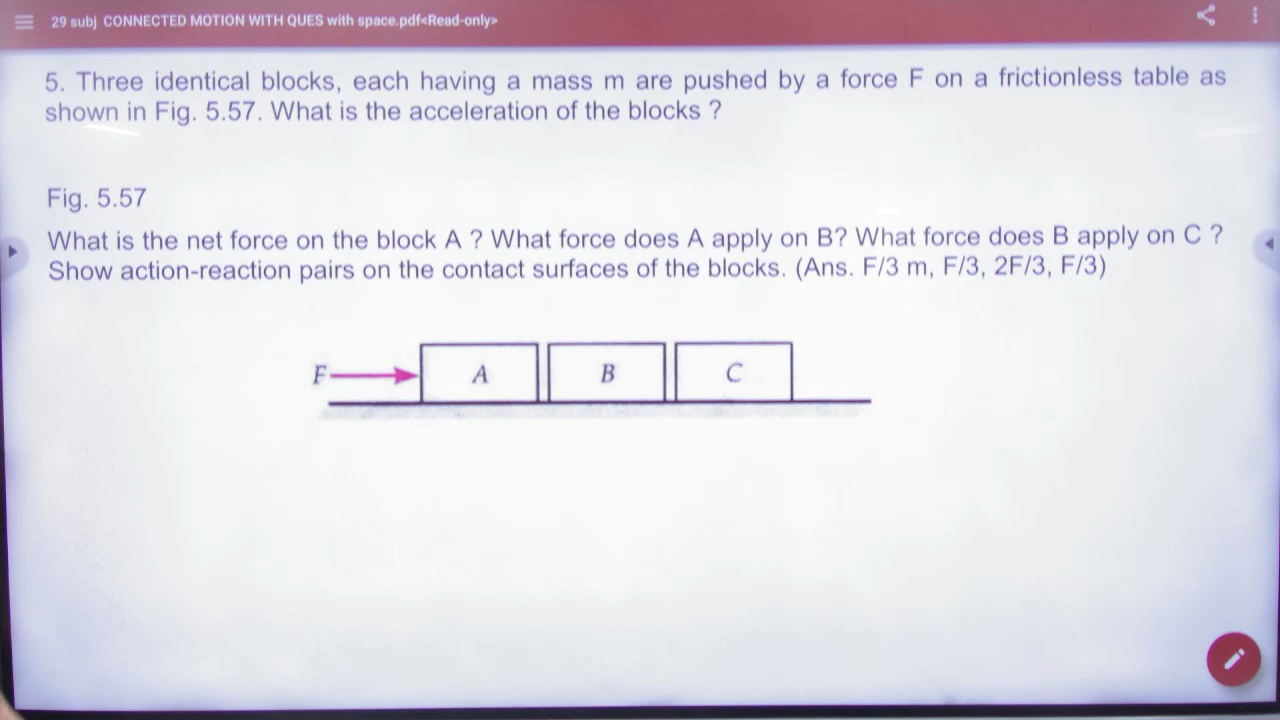 29 subj CONNECTED MOTION WITH QUES with space.pdf<Read-only>
5. Three identical blocks, each having a mass m are pushed by a force F on a frictionless table as
shown in Fig. 5.57. What is the acceleration of the blocks ?
Fig. 5.57
What is the net force on the block A ? What force does A apply on B? What force does B apply on C ?
Show action-reaction pairs on the contact surfaces of the blocks. (Ans. F/3 m, F/3, 2F/3, F/3)
F A B C